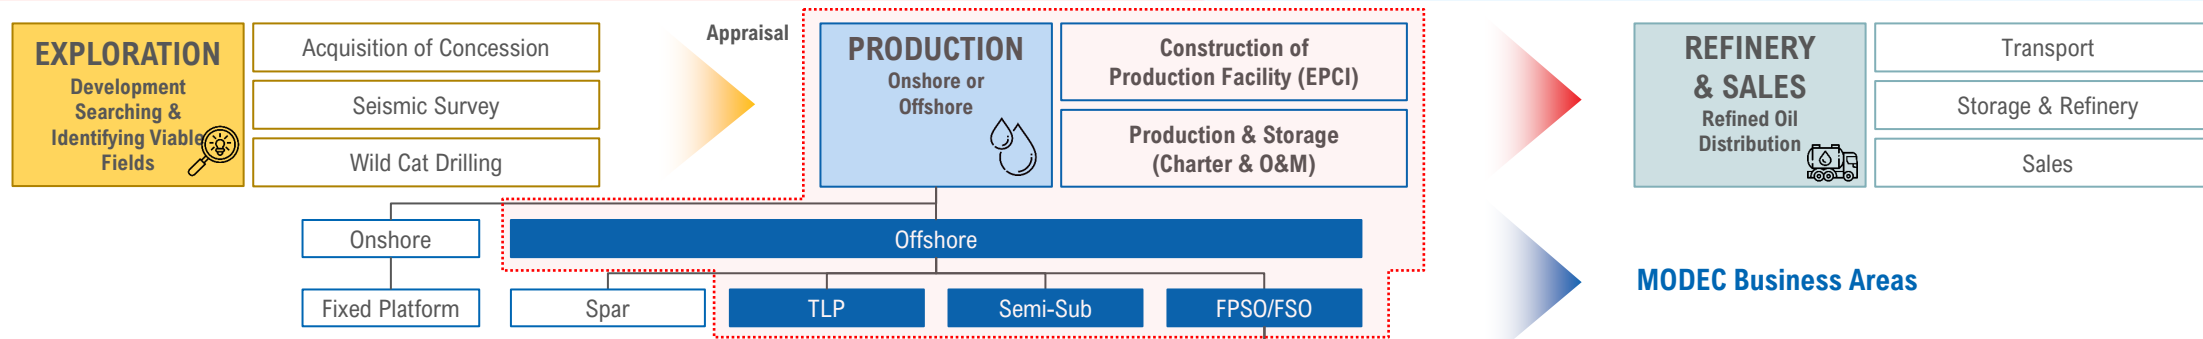 EXPLORATION
Development
Searching &
Identifying Viable
Fields
Acquisition of Concession
Seismic Survey
Wild Cat Drilling
Appraisal
PRODUCTION
Onshore or
Offshore
Construction of
Production Facility (EPCI)
Production & Storage
(Charter & O&M)
REFINERY
& SALES
Refined Oil
Distribution
Transport
Storage & Refinery
Sales
Onshore
Offshore
Fixed Platform
Spar
TLP
Semi-Sub
FPSO/FSO
MODEC Business Areas